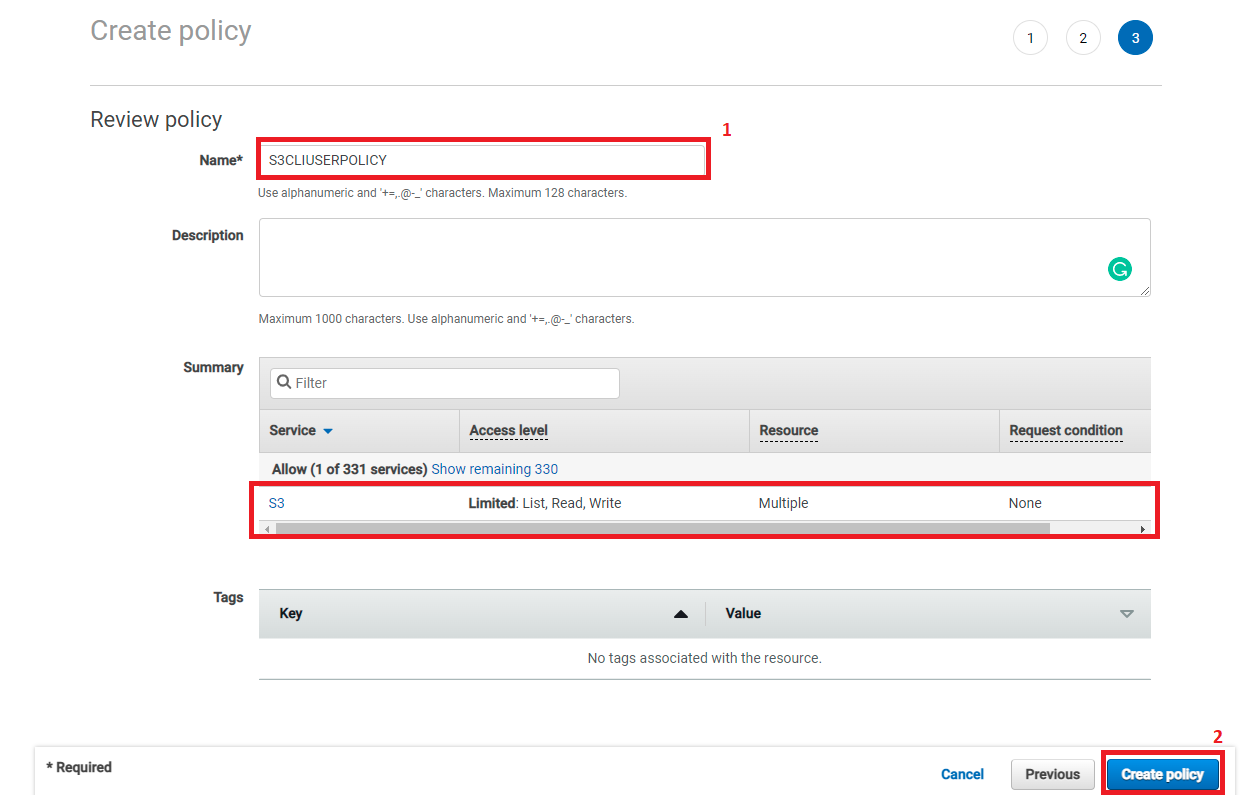 Create policy
1 2 3
Review policy
1
Name* S3CLIUSERPOLICY
Use alphanumeric and '+=,.@-_' characters. Maximum 128 characters.
Description
Maximum 1000 characters. Use alphanumeric and '+=,.@-_' characters.
Summary
Filter
Service Access level Resource Request condition
Allow (1 of 331 services) Show remaining 330
S3 Limited: List, Read, Write Multiple None
Tags
Key Value
No tags associated with the resource.
2
* Required Cancel Previous Create policy